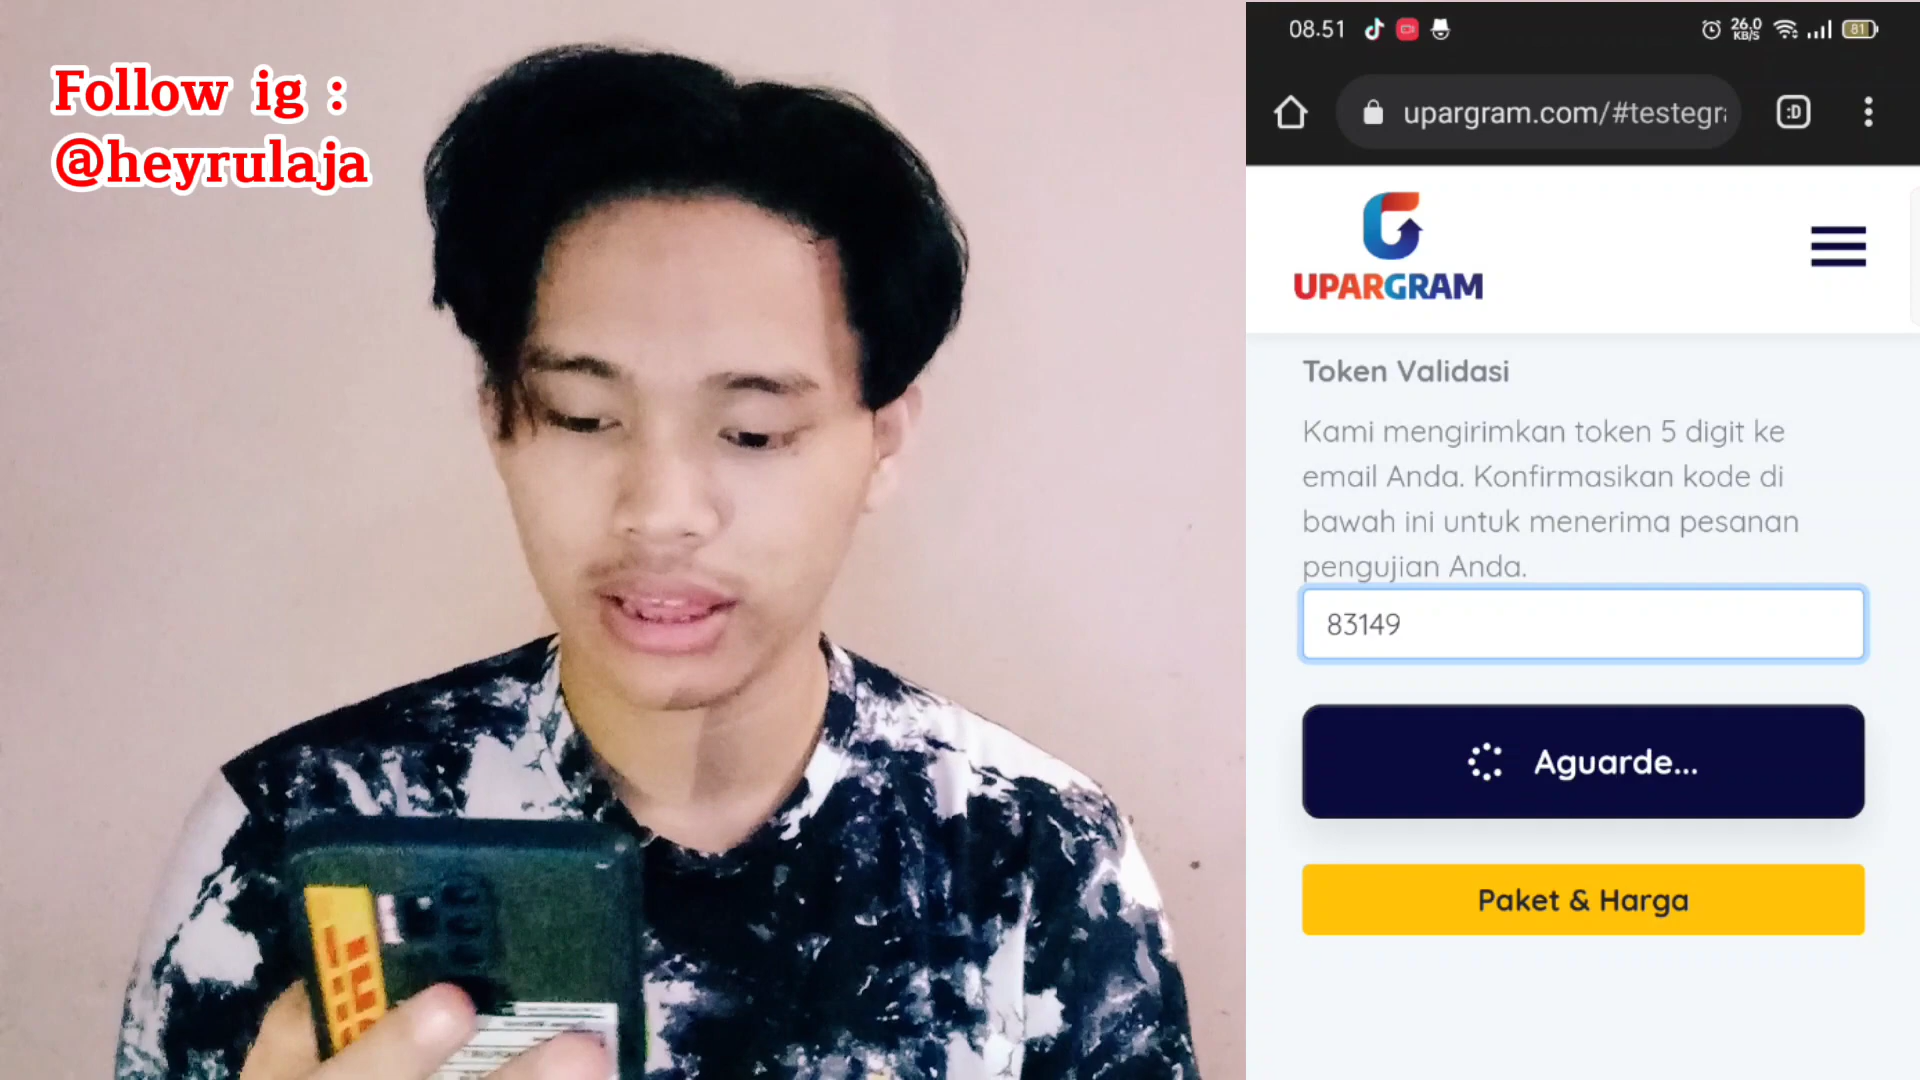 Follow ig :
@heyrulaja
08.51
26.0
KB/S
81
upargram.com/#testegr
:D
UPARGRAM
Token Validasi
Kami mengirimkan token 5 digit ke
email Anda. Konfirmasikan kode di
bawah ini untuk menerima pesanan
pengujian Anda.
83149
Aguarde...
Paket & Harga